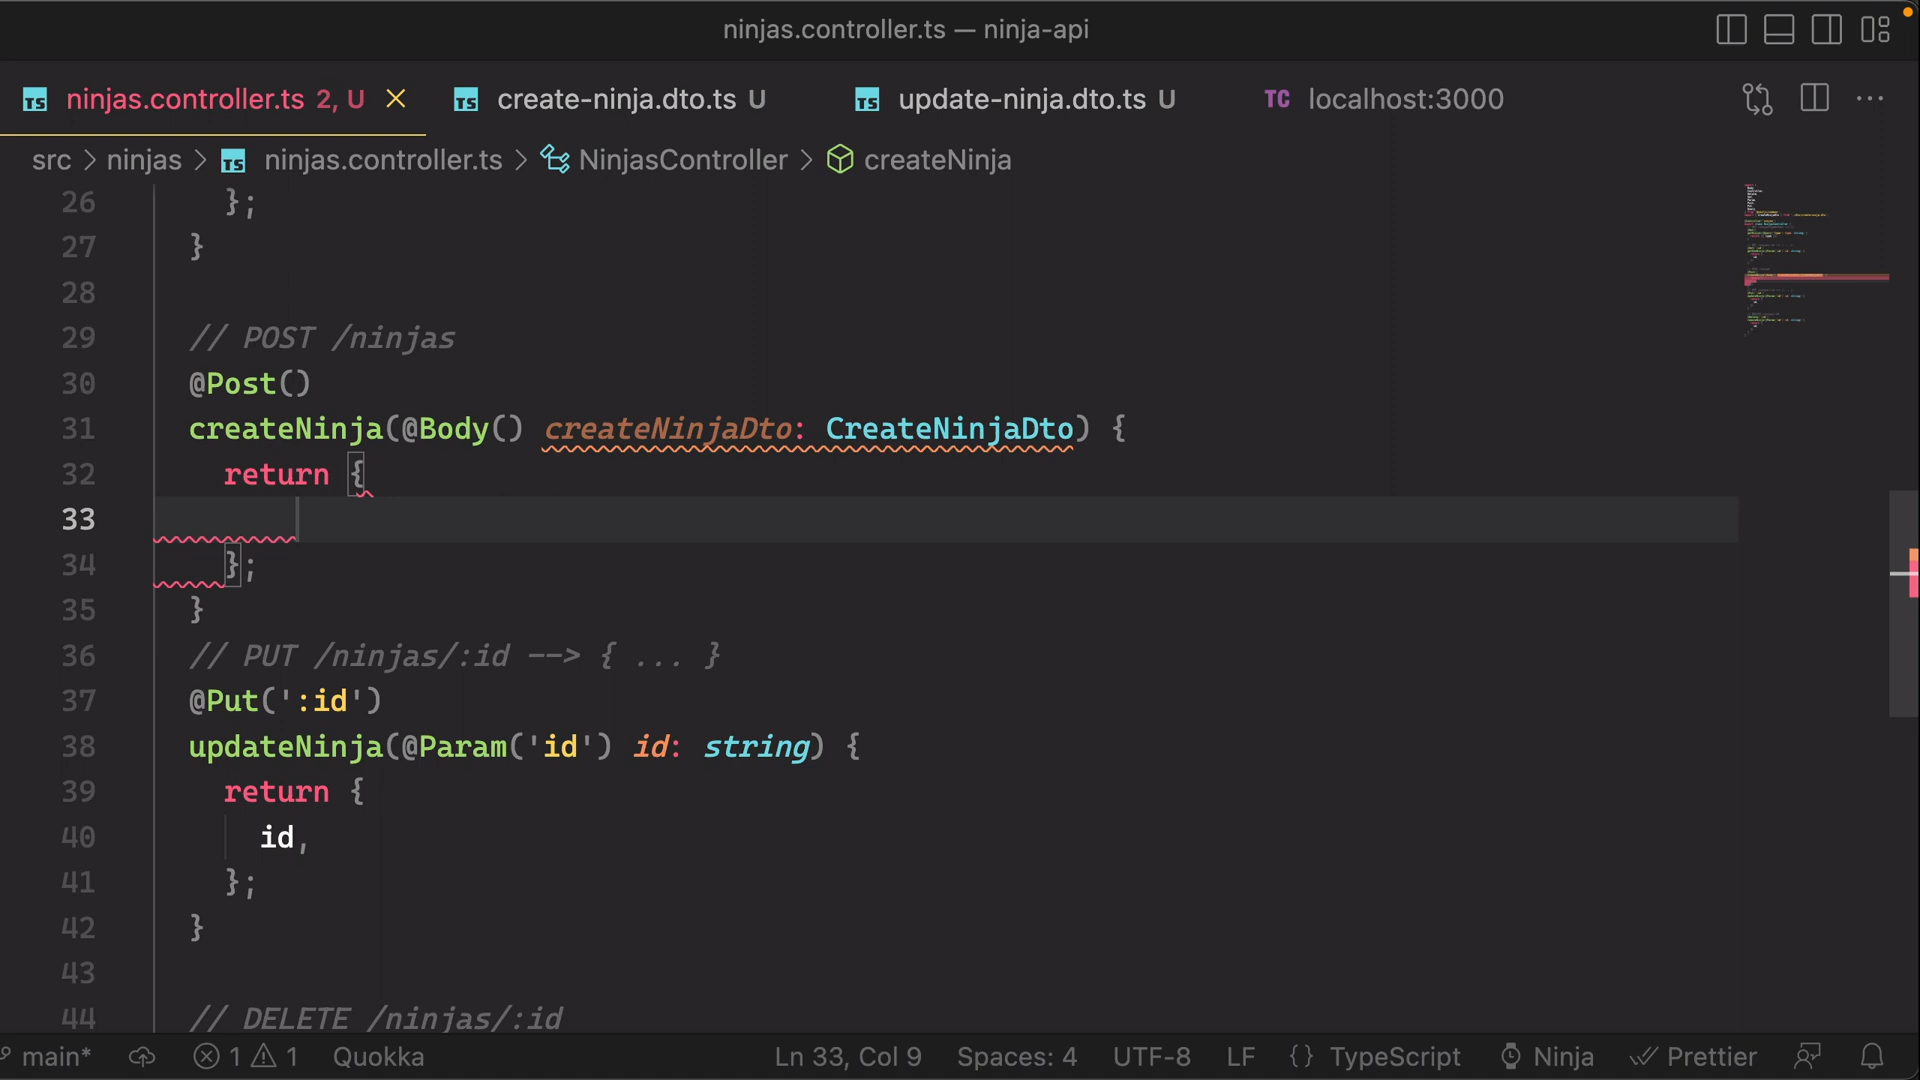 ninjas.controller.ts — ninja-api
TS ninjas.controller.ts 2, U TS create-ninja.dto.ts U TS update-ninja.dto.ts U TC localhost:3000
src > ninjas > TS ninjas.controller.ts > NinjasController > createNinja
26 };
27 }
28
29 // POST /ninjas
30 @Post()
31 createNinja(@Body() createNinjaDto: CreateNinjaDto) {
32 return {
33
34 };
35 }
36 // PUT /ninjas/:id --> { ... }
37 @Put(':id')
38 updateNinja(@Param('id') id: string) {
39 return {
40 id,
41 };
42 }
43
44 // DELETE /ninjas/:id
main* 1 1 Quokka Ln 33, Col 9 Spaces: 4 UTF-8 LF {} TypeScript Ninja Prettier